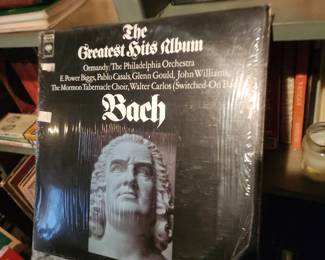 The
Greatest Hits Album
Ormandy/The Philadelphia Orchestra
E. Power Biggs, Pablo Casals, Glenn Gould, John Williams,
The Mormon Tabernacle Choir, Walter Carlos (Switched-On
Bach